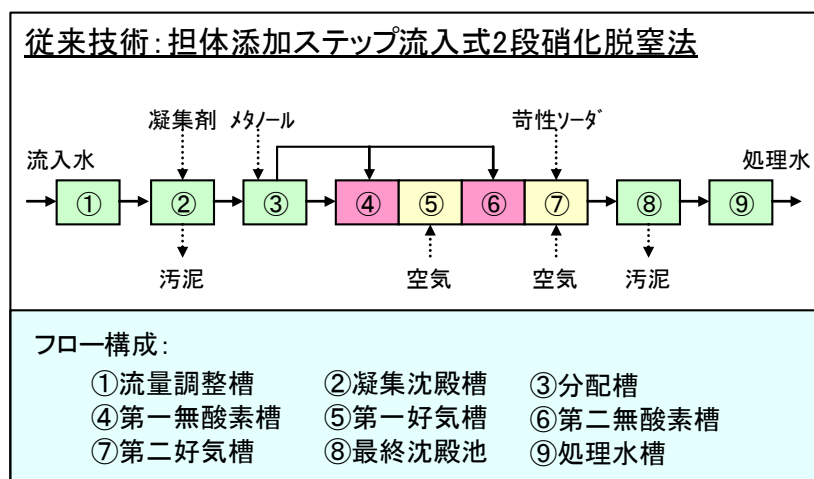 従来技術：担体添加ステップ流入式2段硝化脱窒法
凝集剤 ﾒﾀﾉｰﾙ 苛性ｿｰﾀﾞ
流入水 処理水
① ② ③ ④ ⑤ ⑥ ⑦ ⑧ ⑨
汚泥 空気 空気 汚泥
フロー構成：
①流量調整槽 ②凝集沈殿槽 ③分配槽
④第一無酸素槽 ⑤第一好気槽 ⑥第二無酸素槽
⑦第二好気槽 ⑧最終沈殿池 ⑨処理水槽